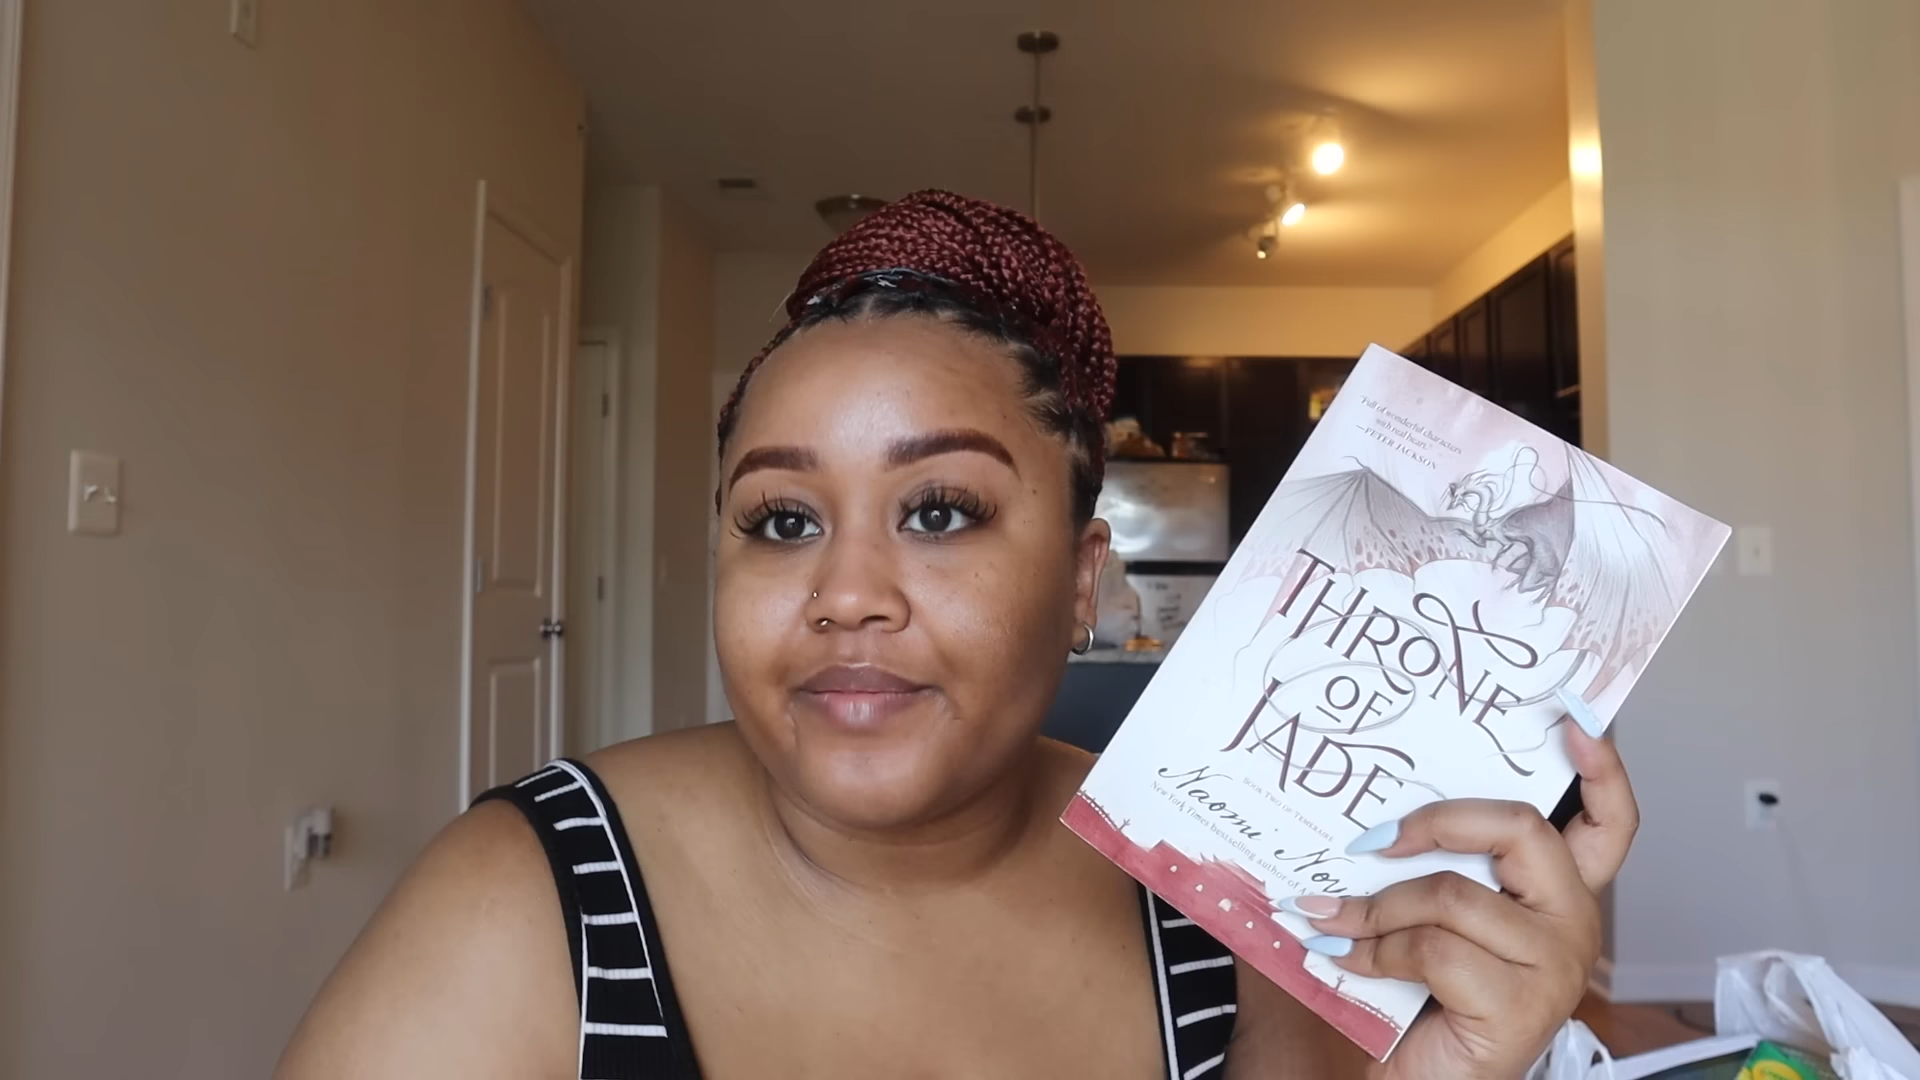 "Full of wonderful characters
with real heart."
—PETER JACKSON
THRONE
OF
JADE
BOOK TWO OF TEMERAIRE
Naomi Novi
New York Times bestselling author of A